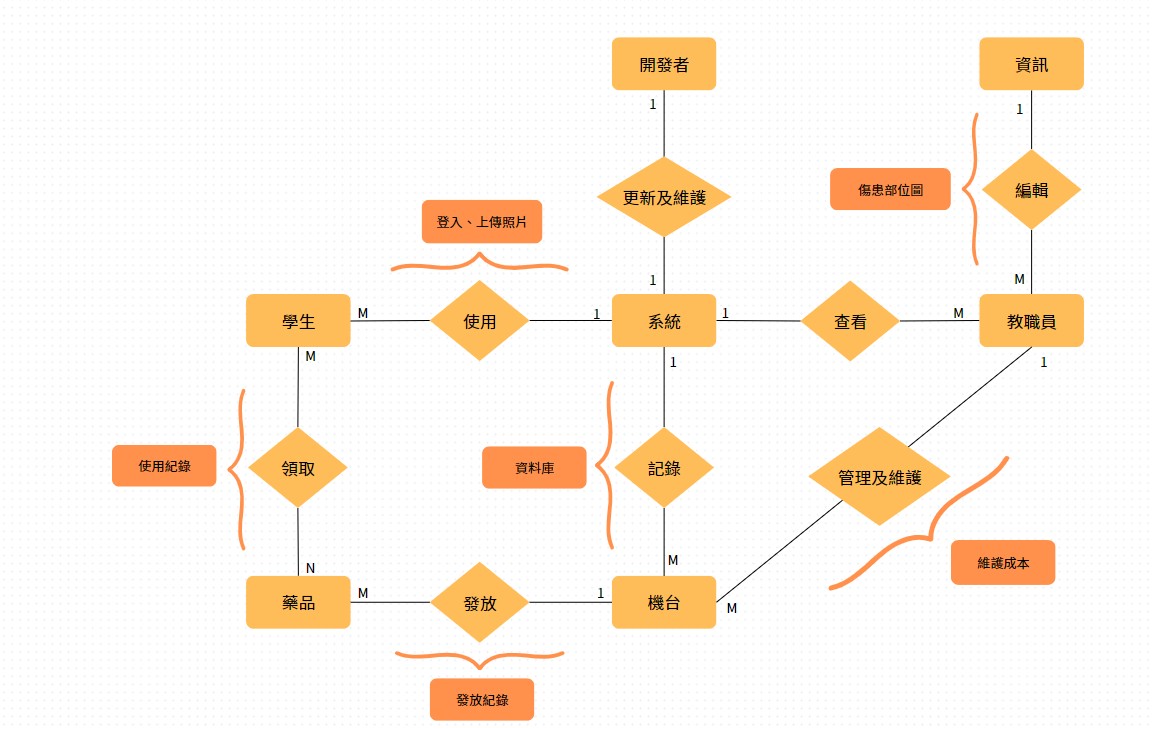 開發者
資訊
1
1
更新及維護
傷患部位圖
編輯
登入、上傳照片
1
M
學生
M
使用
1
系統
1
查看
M
教職員
M
1
1
使用紀錄
領取
資料庫
記錄
管理及維護
N
M
維護成本
藥品
M
發放
1
機台
M
發放紀錄